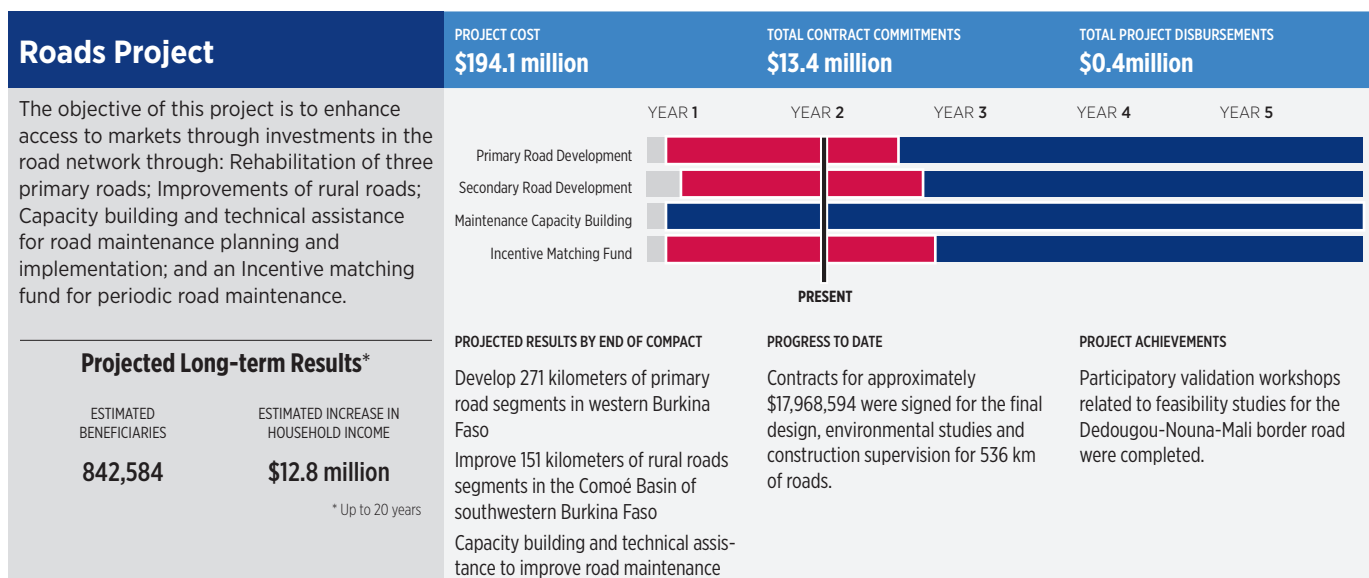 Roads Project
PROJECT COST
$194.1 million
TOTAL CONTRACT COMMITMENTS
$13.4 million
TOTAL PROJECT DISBURSEMENTS
$0.4million
The objective of this project is to enhance
access to markets through investments in the
road network through: Rehabilitation of three
primary roads; Improvements of rural roads;
Capacity building and technical assistance
for road maintenance planning and
implementation; and an Incentive matching
fund for periodic road maintenance.
Projected Long-term Results*
ESTIMATED
BENEFICIARIES
842,584
ESTIMATED INCREASE IN
HOUSEHOLD INCOME
$12.8 million
* Up to 20 years
YEAR 1 YEAR 2 YEAR 3 YEAR 4 YEAR 5
Primary Road Development
Secondary Road Development
Maintenance Capacity Building
Incentive Matching Fund
PRESENT
PROJECTED RESULTS BY END OF COMPACT
Develop 271 kilometers of primary
road segments in western Burkina
Faso
Improve 151 kilometers of rural roads
segments in the Comoé Basin of
southwestern Burkina Faso
Capacity building and technical assis-
tance to improve road maintenance
PROGRESS TO DATE
Contracts for approximately
$17,968,594 were signed for the final
design, environmental studies and
construction supervision for 536 km
of roads.
PROJECT ACHIEVEMENTS
Participatory validation workshops
related to feasibility studies for the
Dedougou-Nouna-Mali border road
were completed.